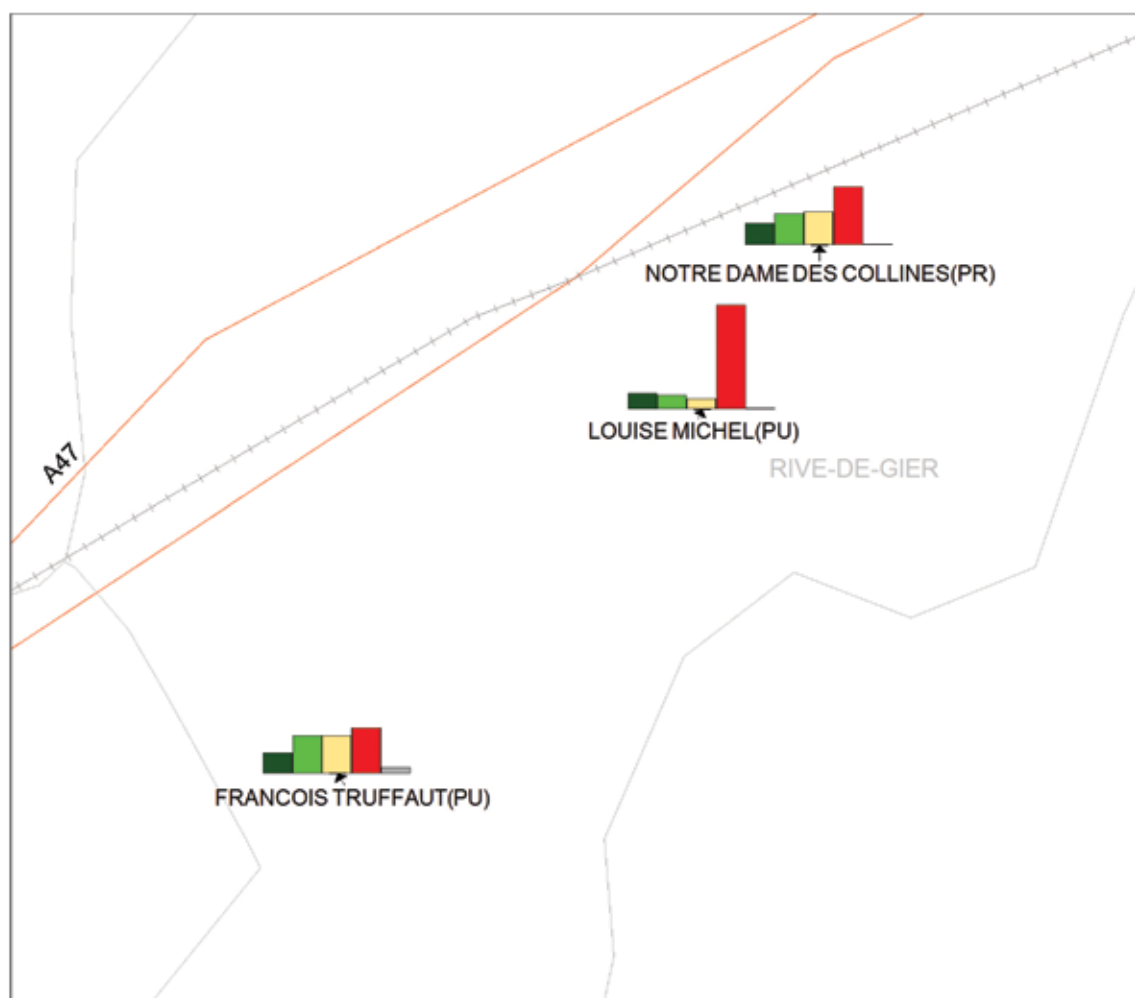 NOTRE DAME DES COLLINES(PR)
LOUISE MICHEL(PU)
A47
RIVE-DE-GIER
FRANCOIS TRUFFAUT(PU)